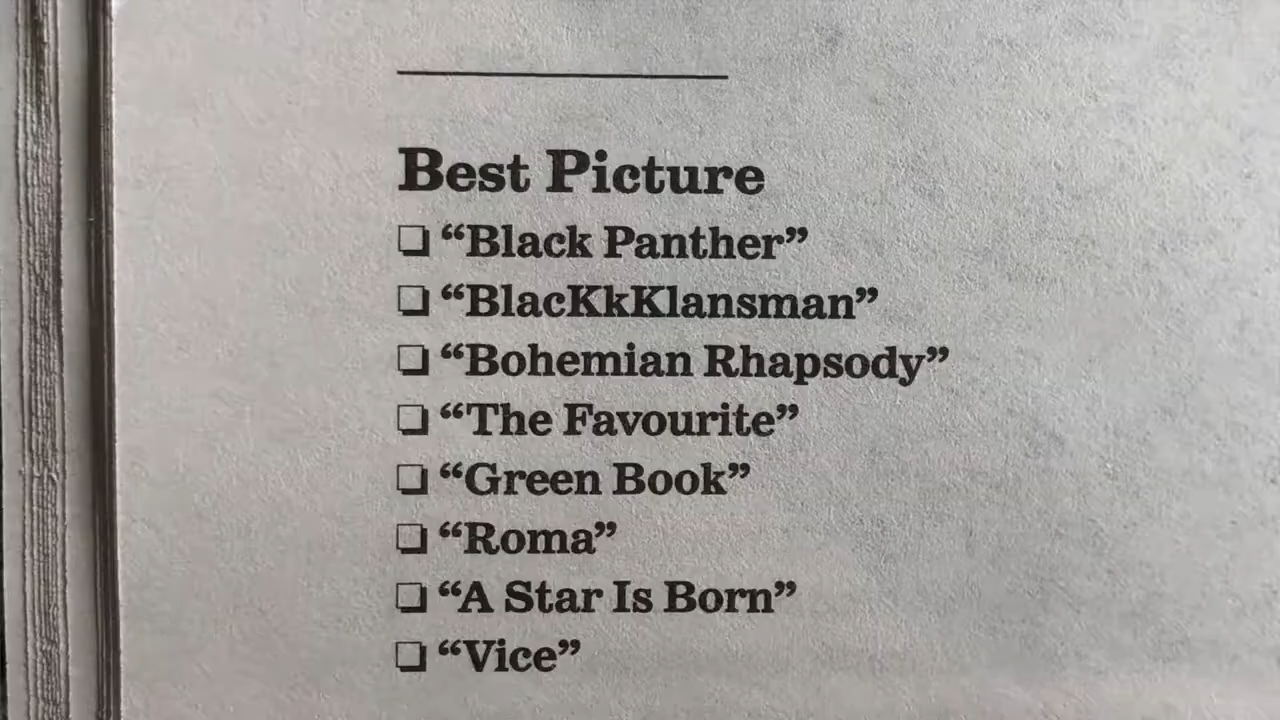 Best Picture
❏ “Black Panther”
❏ “BlacKkKlansman”
❏ “Bohemian Rhapsody”
❏ “The Favourite”
❏ “Green Book”
❏ “Roma”
❏ “A Star Is Born”
❏ “Vice”